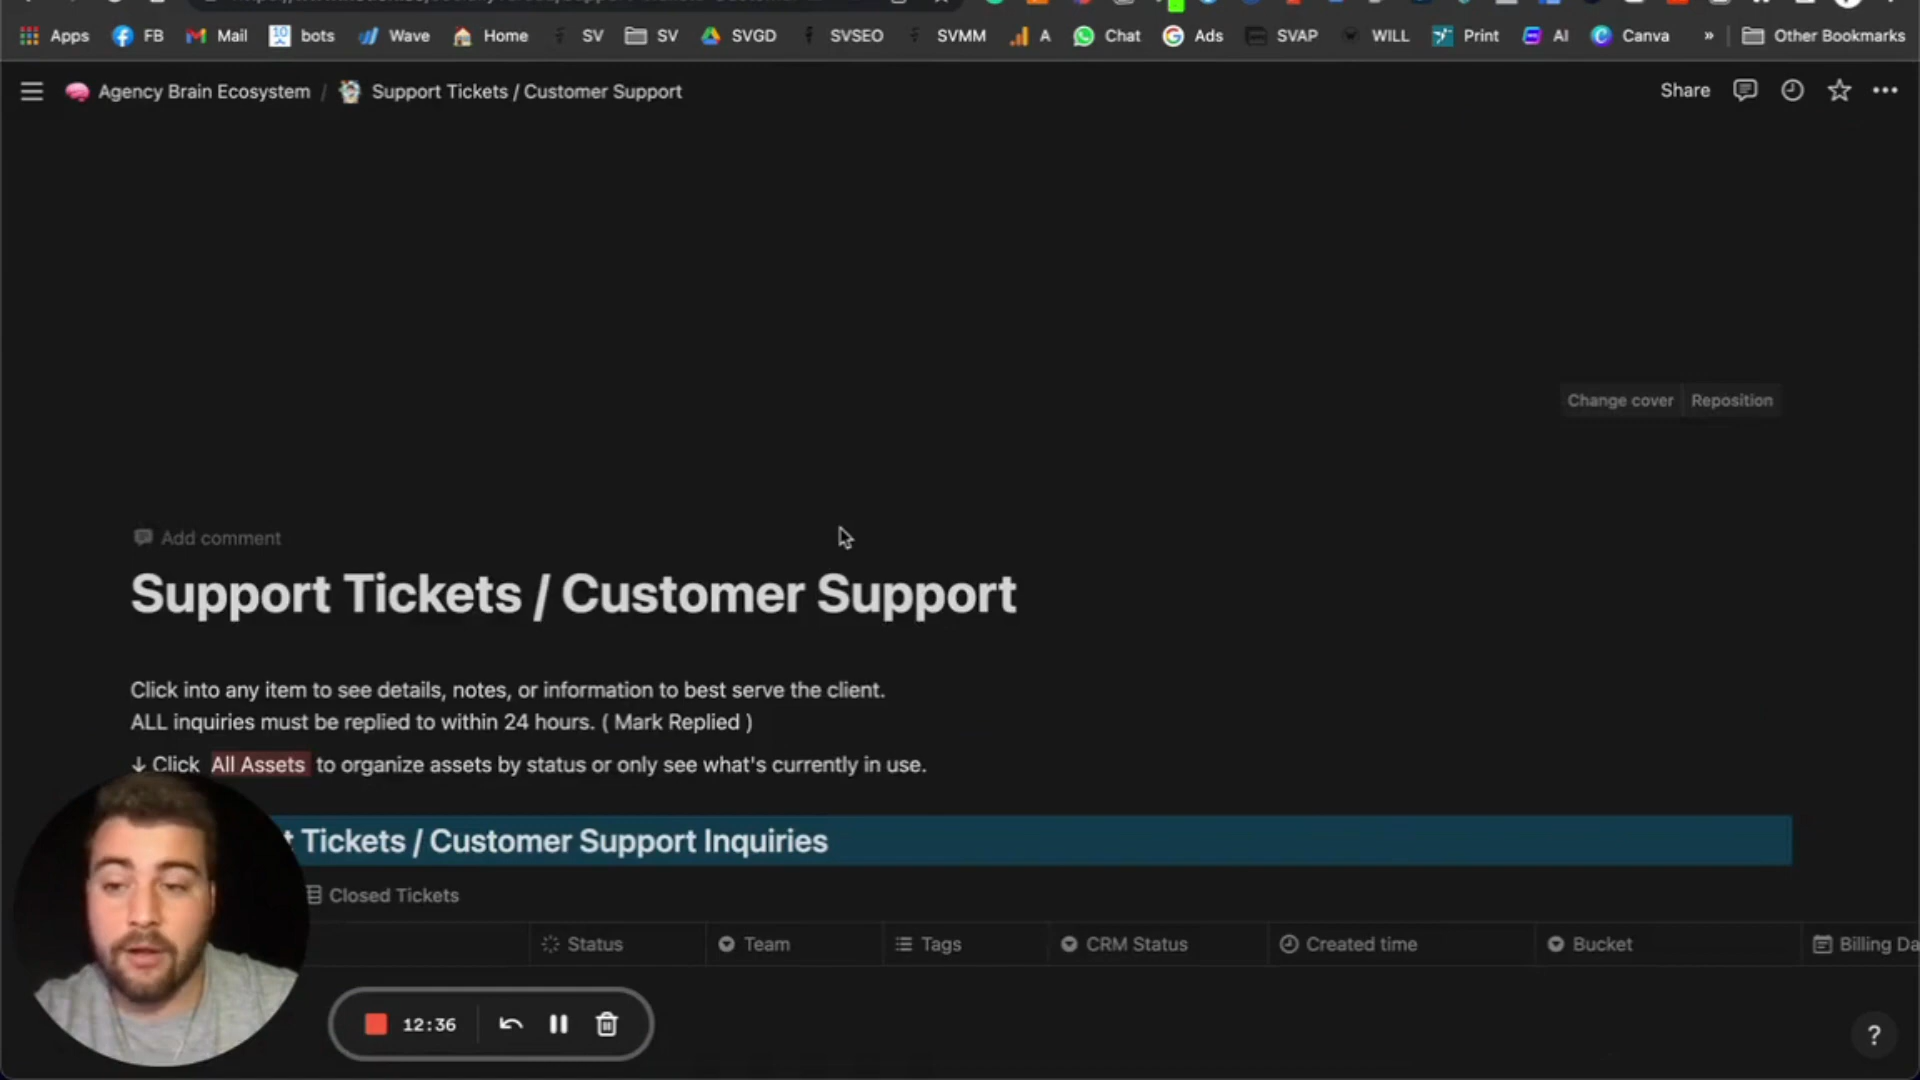 Apps FB Mail bots Wave Home SV SV SVGD SVSEO SVMM A Chat Ads SVAP WILL Print AI Canva » Other Bookmarks
Agency Brain Ecosystem / Support Tickets / Customer Support Share
Change cover Reposition
Add comment
Support Tickets / Customer Support
Click into any item to see details, notes, or information to best serve the client.
ALL inquiries must be replied to within 24 hours. ( Mark Replied )
↓ Click All Assets to organize assets by status or only see what's currently in use.
t Tickets / Customer Support Inquiries
Closed Tickets
Status Team Tags CRM Status Created time Bucket Billing Da
12:36
?